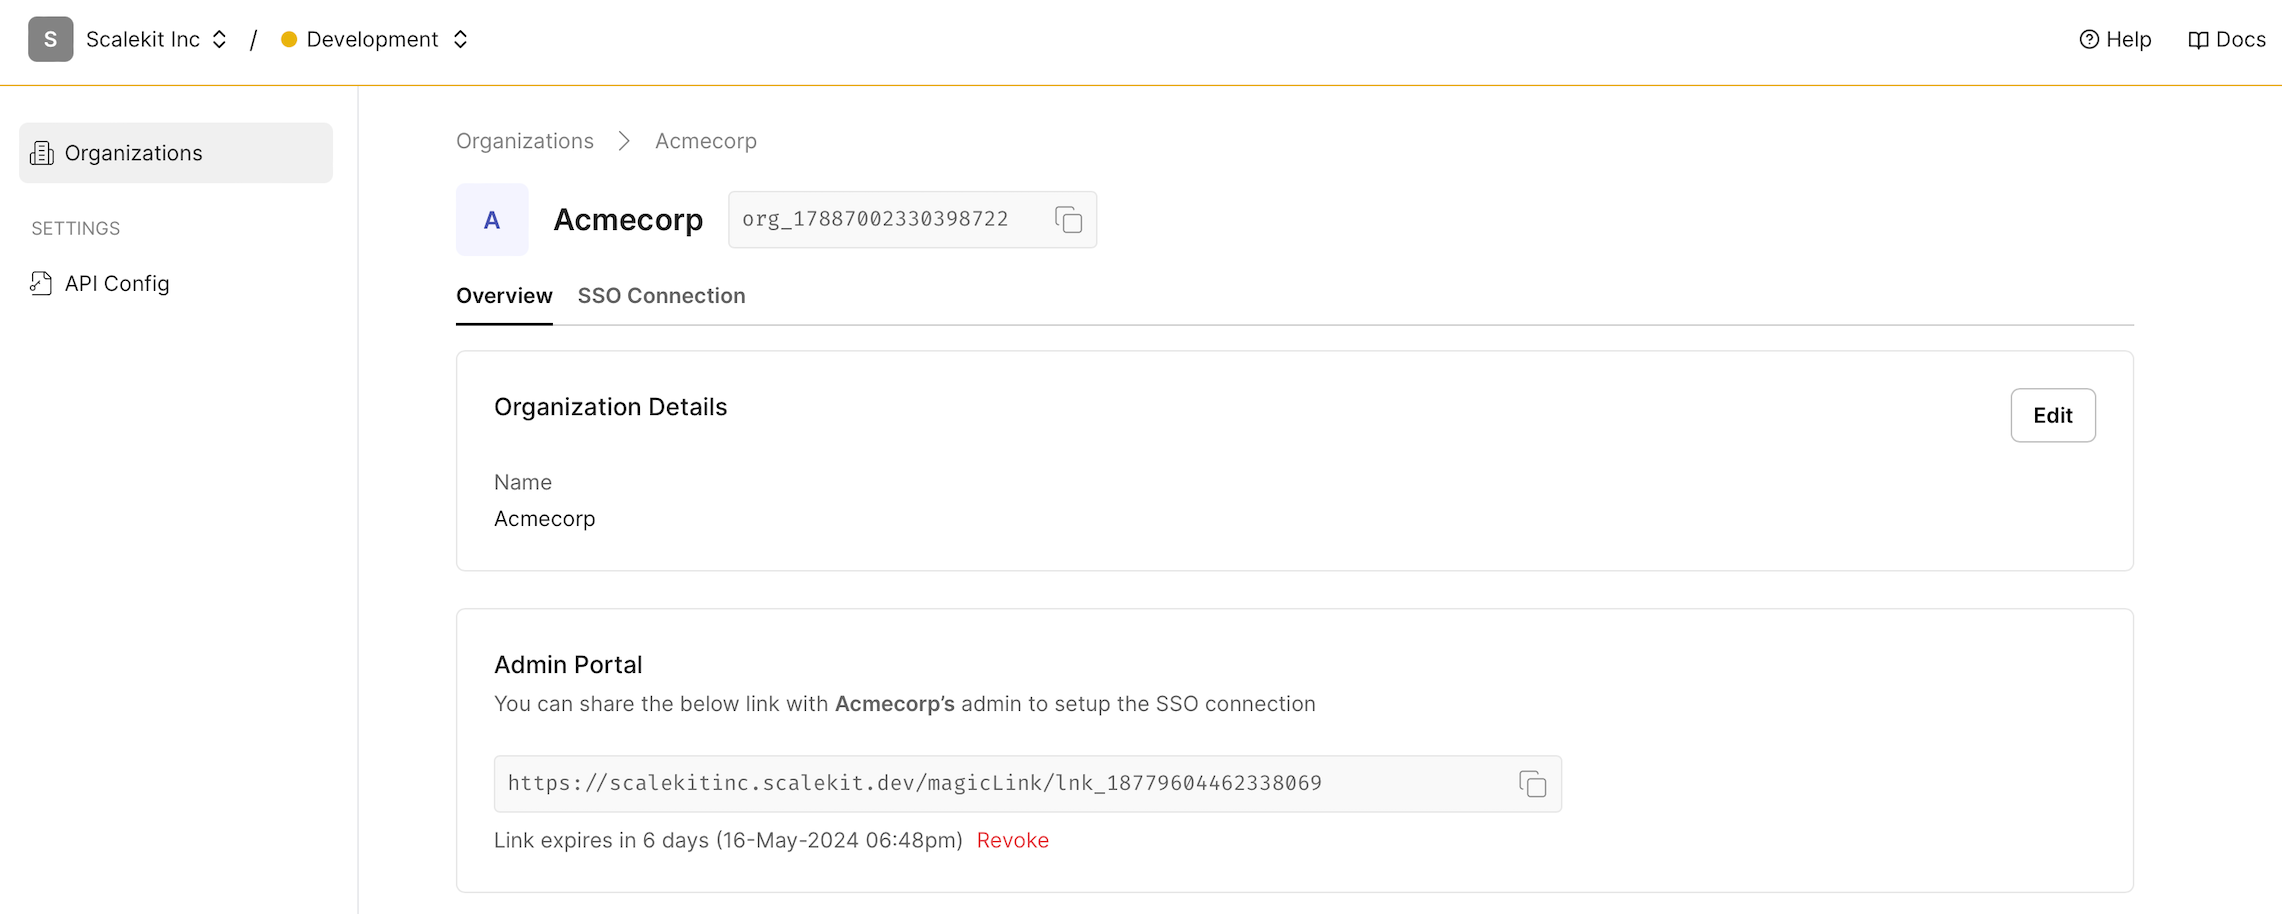 S Scalekit Inc / Development Help Docs
Organizations
SETTINGS
API Config
Organizations > Acmecorp
A Acmecorp org_17887002330398722
Overview SSO Connection
Organization Details
Edit
Name
Acmecorp
Admin Portal
You can share the below link with Acmecorp’s admin to setup the SSO connection
https://scalekitinc.scalekit.dev/magicLink/lnk_18779604462338069
Link expires in 6 days (16-May-2024 06:48pm) Revoke